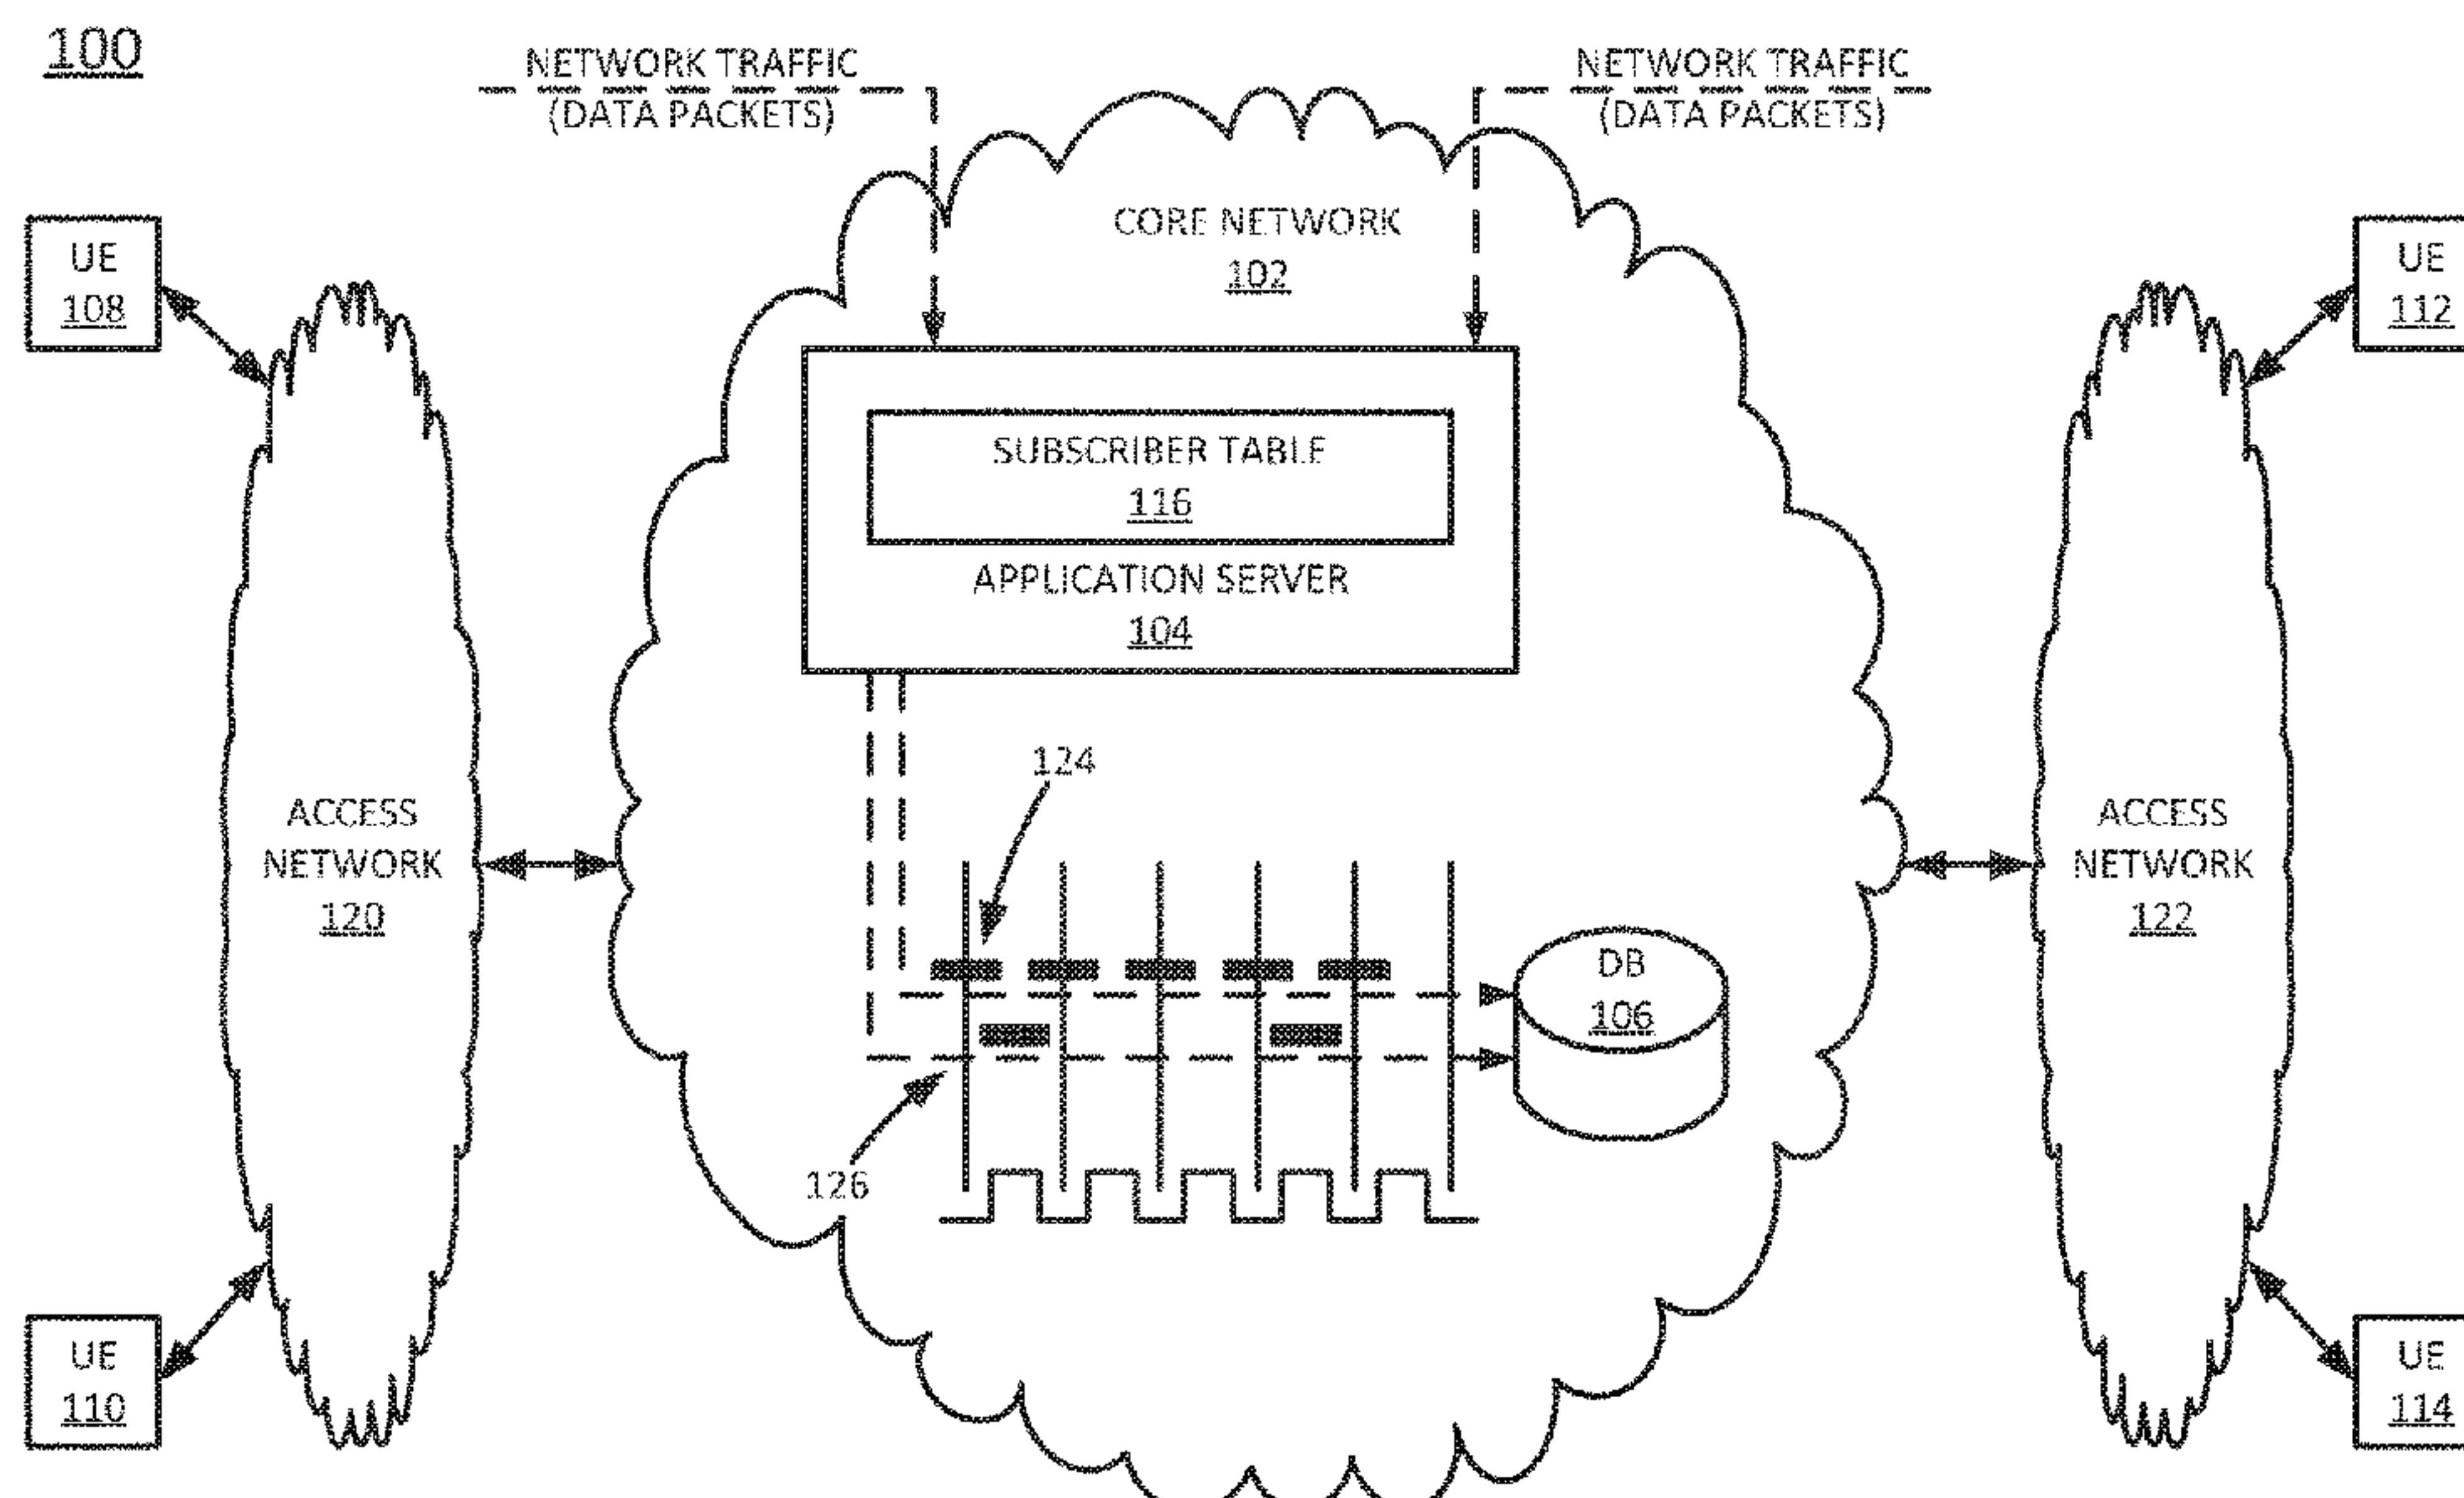 100
NETWORK TRAFFIC
(DATA PACKETS)
NETWORK TRAFFIC
(DATA PACKETS)
CORE NETWORK
102
UE
108
UE
112
SUBSCRIBER TABLE
116
APPLICATION SERVER
104
124
ACCESS
NETWORK
120
ACCESS
NETWORK
122
DB
106
126
UE
110
UE
114